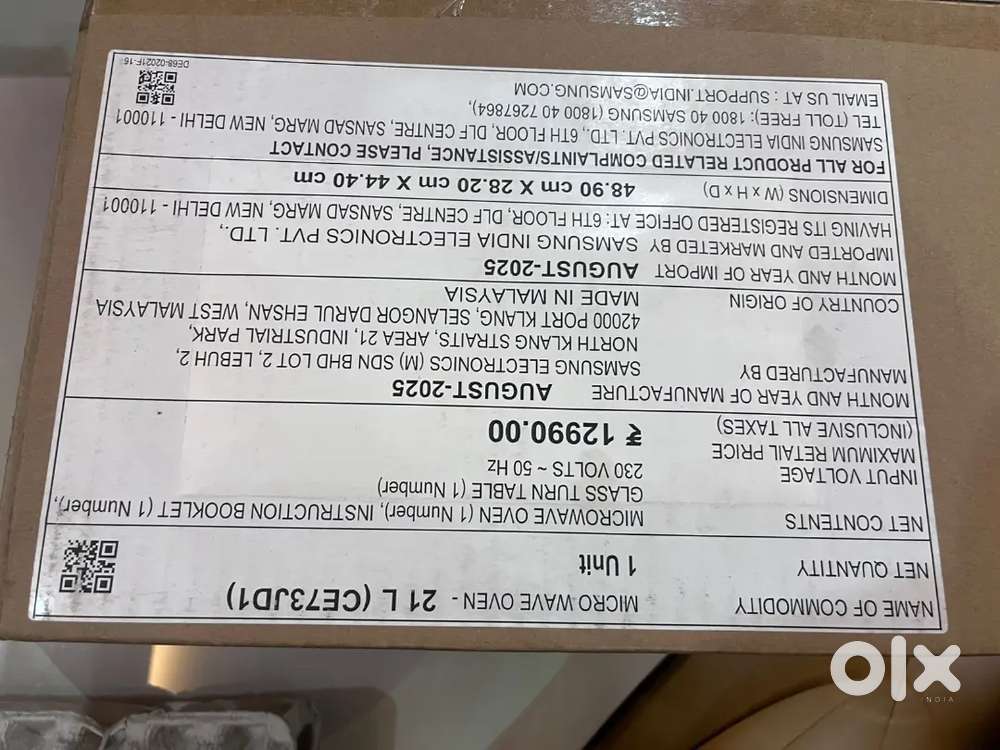 NAME OF COMMODITY MICRO WAVE OVEN - 21 L (CE73JD1)
NET QUANTITY 1 Unit
NET CONTENTS MICROWAVE OVEN (1 Number), INSTRUCTION BOOKLET (1 Number),
GLASS TURN TABLE (1 Number)
INPUT VOLTAGE 230 VOLTS ~ 50 Hz
MAXIMUM RETAIL PRICE ₹ 12990.00
(INCLUSIVE ALL TAXES)
MONTH AND YEAR OF MANUFACTURE AUGUST-2025
MANUFACTURED BY SAMSUNG ELECTRONICS (M) SDN BHD LOT 2, LEBUH 2,
NORTH KLANG STRAITS, AREA 21, INDUSTRIAL PARK,
42000 PORT KLANG, SELANGOR DARUL EHSAN, WEST MALAYSIA
COUNTRY OF ORIGIN MADE IN MALAYSIA
MONTH AND YEAR OF IMPORT AUGUST-2025
IMPORTED AND MARKETED BY SAMSUNG INDIA ELECTRONICS PVT. LTD.,
HAVING ITS REGISTERED OFFICE AT: 6TH FLOOR, DLF CENTRE, SANSAD MARG, NEW DELHI - 110001
DIMENSIONS (W x H x D) 48.90 cm X 28.20 cm X 44.40 cm
FOR ALL PRODUCT RELATED COMPLAINTS/ASSISTANCE, PLEASE CONTACT
SAMSUNG INDIA ELECTRONICS PVT. LTD., 6TH FLOOR, DLF CENTRE, SANSAD MARG, NEW DELHI - 110001
TEL (TOLL FREE): 1800 40 SAMSUNG (1800 40 7267864),
EMAIL US AT : SUPPORT.INDIA@SAMSUNG.COM
DE68-02021F-16
olx
INDIA